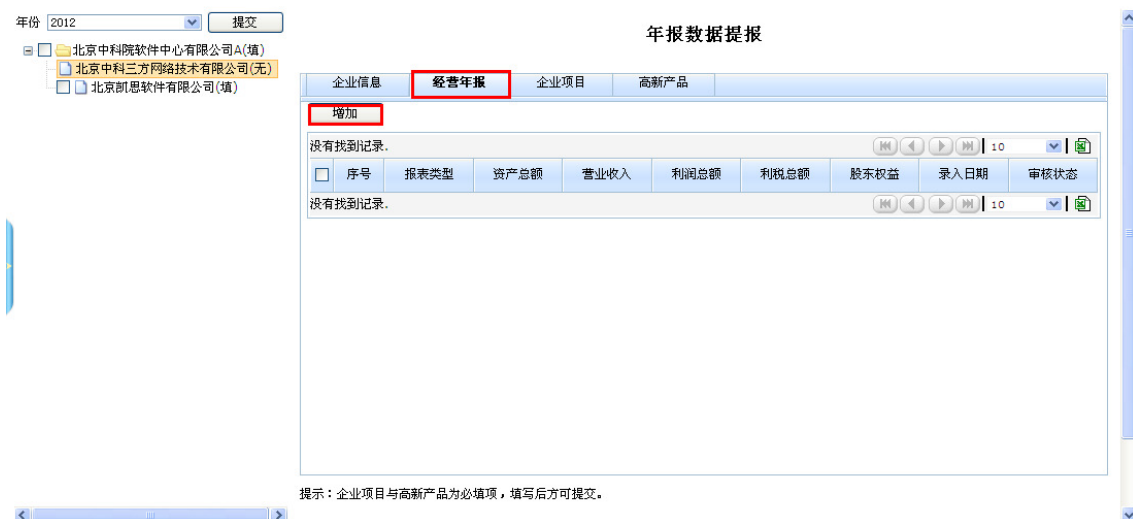 年份 2012 提交
北京中科院软件中心有限公司A(填)
北京中科三方网络技术有限公司(无)
北京凯思软件有限公司(填)
年报数据提报
企业信息 经营年报 企业项目 高新产品
增加
没有找到记录. 10
序号 报表类型 资产总额 营业收入 利润总额 利税总额 股东权益 录入日期 审核状态
没有找到记录. 10
提示：企业项目与高新产品为必填项，填写后方可提交。